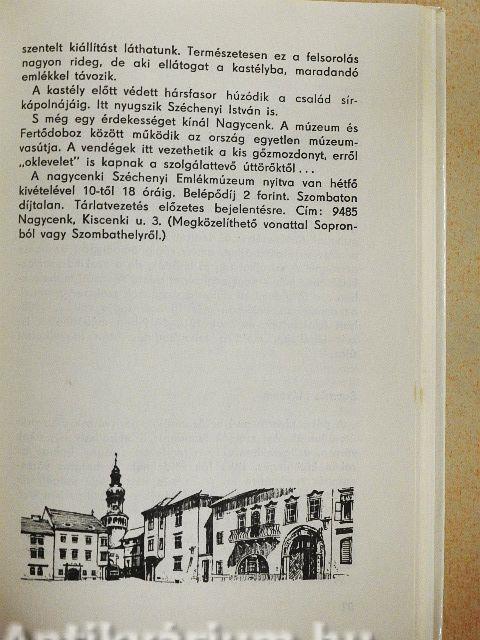 szentelt kiállítást láthatunk. Természetesen ez a felsorolás
nagyon rideg, de aki ellátogat a kastélyba, maradandó
emlékkel távozik.
A kastély előtt védett hársfasor húzódik a család sír-
kápolnájáig. Itt nyugszik Széchenyi István is.
S még egy érdekességet kínál Nagycenk. A múzeum és
Fertődoboz között működik az ország egyetlen múzeum-
vasútja. A vendégek itt vezethetik a kis gőzmozdonyt, erről
„oklevelet" is kapnak a szolgálattevő úttörőktől...
A nagycenki Széchenyi Emlékmúzeum nyitva van hétfő
kivételével 10-től 18 óráig. Belépődíj 2 forint. Szombaton
díjtalan. Tárlatvezetés előzetes bejelentésre. Cím: 9485
Nagycenk, Kiscenki u. 3. (Megközelíthető vonattal Sopron-
ból vagy Szombathelyről.)
Antikvárium.hu